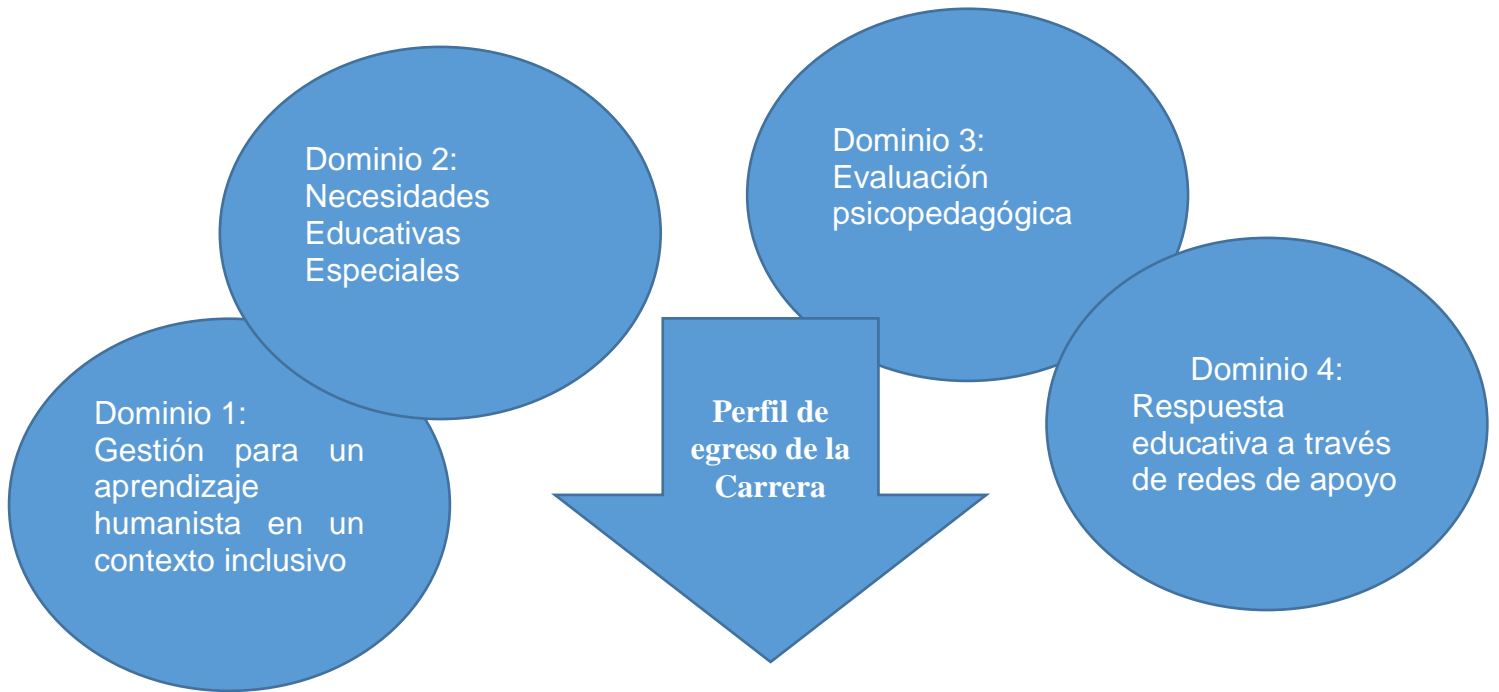 Dominio 1:
Gestión para un
aprendizaje
humanista en un
contexto inclusivo
Dominio 2:
Necesidades
Educativas
Especiales
Dominio 3:
Evaluación
psicopedagógica
Dominio 4:
Respuesta
educativa a través
de redes de apoyo
Perfil de
egreso de la
Carrera